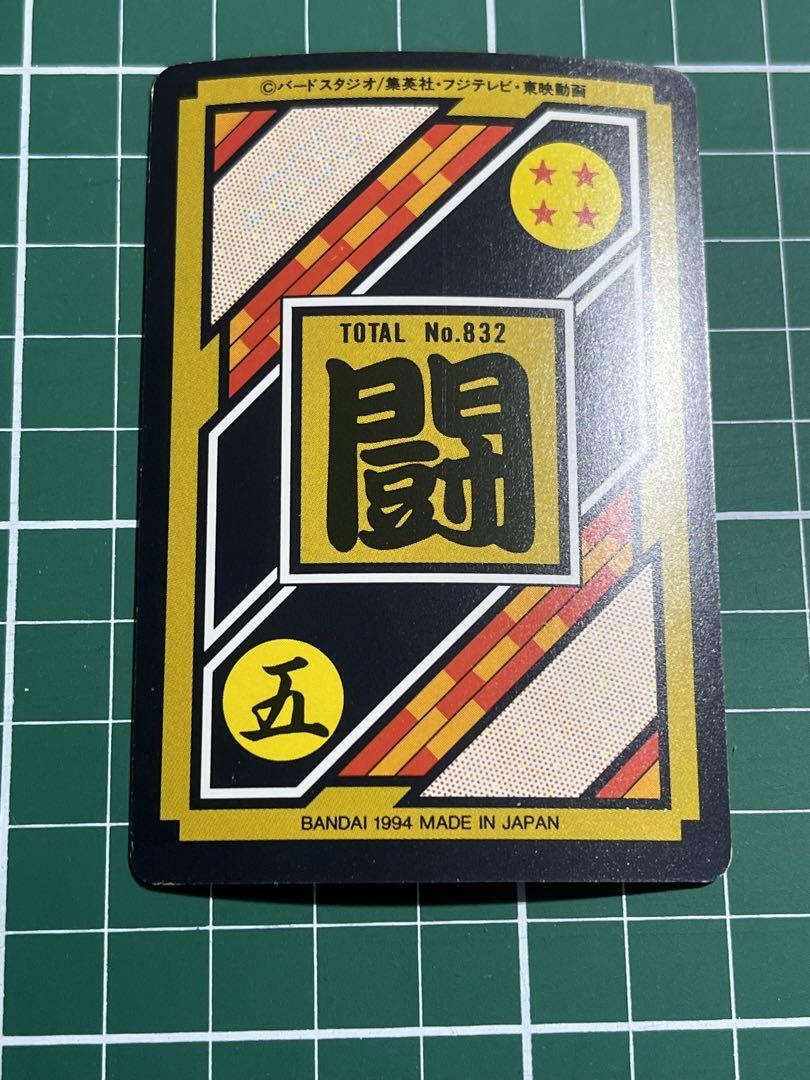 ©バードスタジオ/集英社・フジテレビ・東映動画
TOTAL No.832
闘
五
BANDAI 1994 MADE IN JAPAN